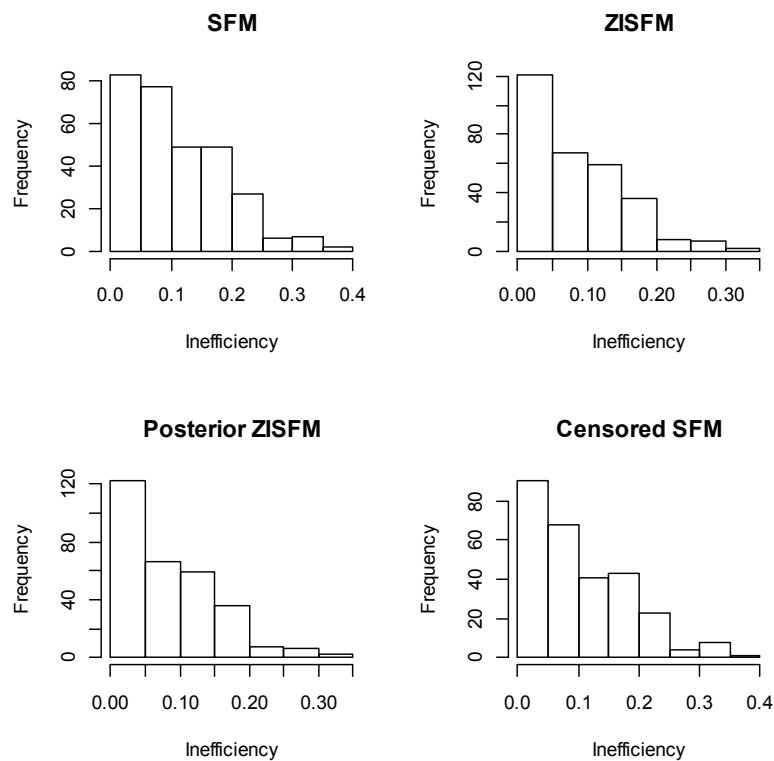 SFM
Frequency
0 20 40 60 80
0.0 0.1 0.2 0.3 0.4
Inefficiency
ZISFM
Frequency
0 40 80 120
0.00 0.10 0.20 0.30
Inefficiency
Posterior ZISFM
Frequency
0 40 80 120
0.00 0.10 0.20 0.30
Inefficiency
Censored SFM
Frequency
0 20 40 60 80
0.0 0.1 0.2 0.3 0.4
Inefficiency